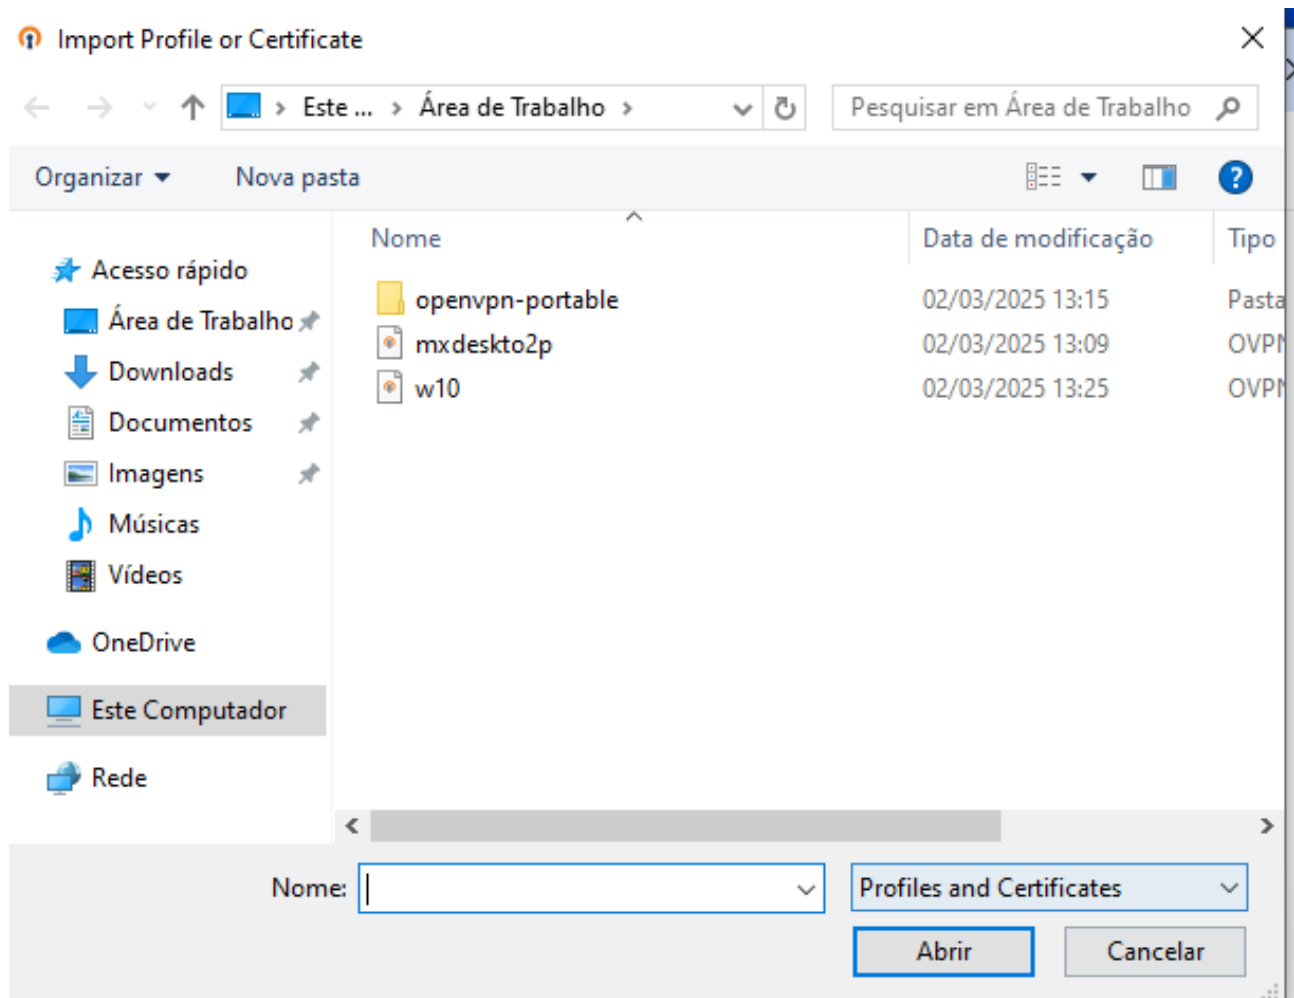 Import Profile or Certificate
Este ... Área de Trabalho
Pesquisar em Área de Trabalho
Organizar Nova pasta
Nome Data de modificação Tipo
Acesso rápido
Área de Trabalho
Downloads
Documentos
Imagens
Músicas
Vídeos
OneDrive
Este Computador
Rede
openvpn-portable 02/03/2025 13:15 Pasta
mxdeskto2p 02/03/2025 13:09 OVPN
w10 02/03/2025 13:25 OVPN
Nome:
Profiles and Certificates
Abrir Cancelar